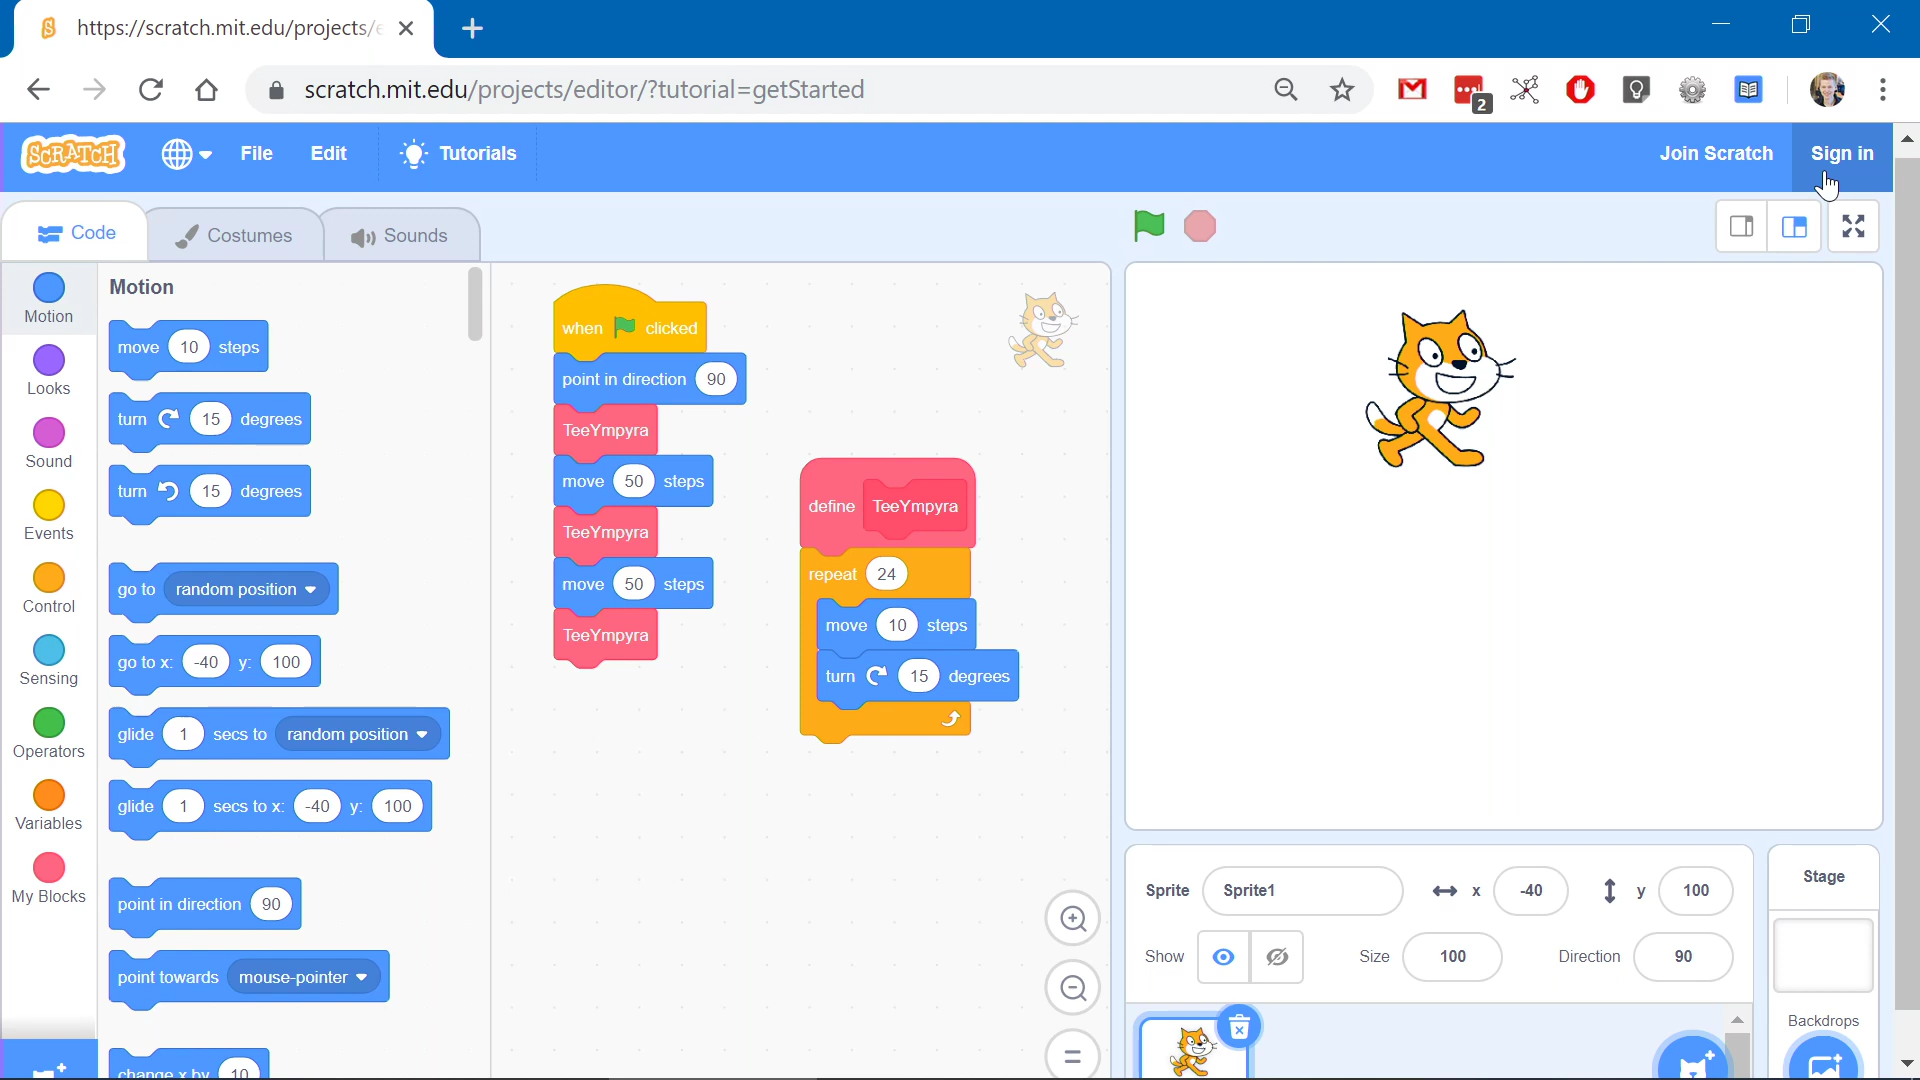 https://scratch.mit.edu/projects/
scratch.mit.edu/projects/editor/?tutorial=getStarted
2
SCRATCH
File
Edit
Tutorials
Join Scratch
Sign in
Code
Costumes
Sounds
Motion
Looks
Sound
Events
Control
Sensing
Operators
Variables
My Blocks
Motion
move 10 steps
turn 15 degrees
turn 15 degrees
go to random position
go to x: -40 y: 100
glide 1 secs to random position
glide 1 secs to x: -40 y: 100
point in direction 90
point towards mouse-pointer
change x by 10
when clicked
point in direction 90
TeeYmpyra
move 50 steps
TeeYmpyra
move 50 steps
TeeYmpyra
define TeeYmpyra
repeat 24
move 10 steps
turn 15 degrees
Sprite Sprite1 x -40 y 100
Show Size 100 Direction 90
Stage
Backdrops